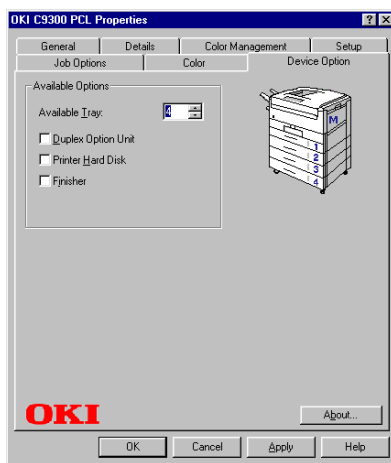 OKI C9300 PCL Properties
General Details Color Management Setup
Job Options Color Device Option
Available Options
Available Tray: 4
Duplex Option Unit
Printer Hard Disk
Finisher
M
1
2
3
4
OKI
About...
OK Cancel Apply Help